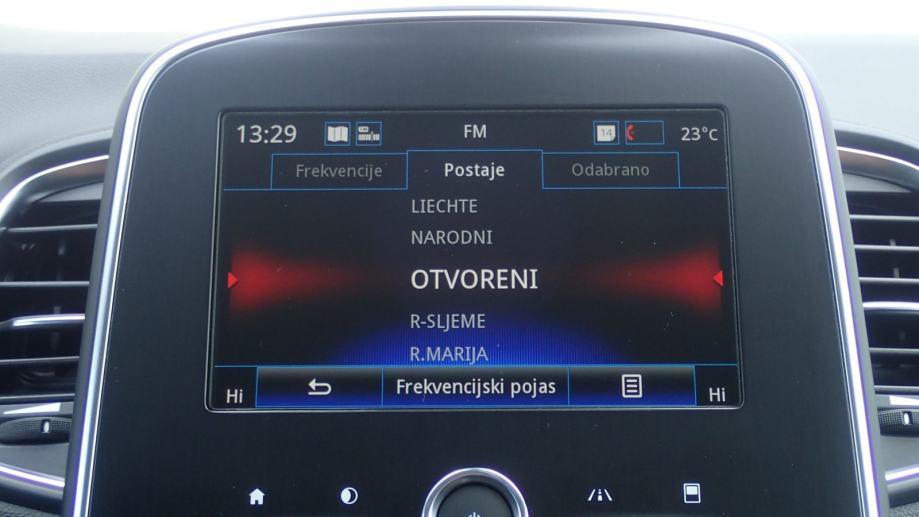 13:29 FM 14 23°C
Frekvencije Postaje Odabrano
LIECHTE
NARODNI
OTVORENI
R-SLJEME
R.MARIJA
Hi Frekvencijski pojas Hi